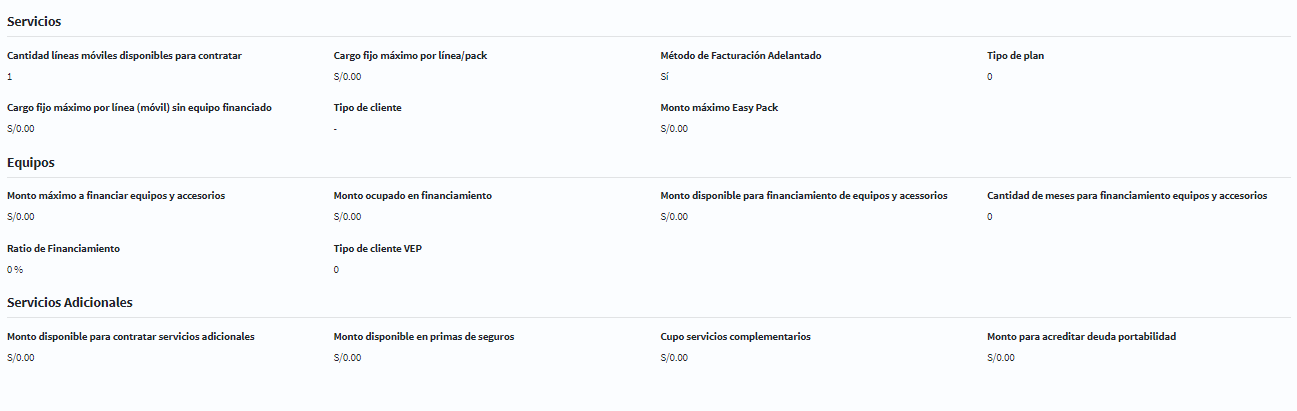 Servicios
Cantidad líneas móviles disponibles para contratar
1
Cargo fijo máximo por línea/pack
S/0.00
Método de Facturación Adelantado
Sí
Tipo de plan
0
Cargo fijo máximo por línea (móvil) sin equipo financiado
S/0.00
Tipo de cliente
-
Monto máximo Easy Pack
S/0.00
Equipos
Monto máximo a financiar equipos y accesorios
S/0.00
Monto ocupado en financiamiento
S/0.00
Monto disponible para financiamiento de equipos y acessorios
S/0.00
Cantidad de meses para financiamiento equipos y accesorios
0
Ratio de Financiamiento
0 %
Tipo de cliente VEP
0
Servicios Adicionales
Monto disponible para contratar servicios adicionales
S/0.00
Monto disponible en primas de seguros
S/0.00
Cupo servicios complementarios
S/0.00
Monto para acreditar deuda portabilidad
S/0.00